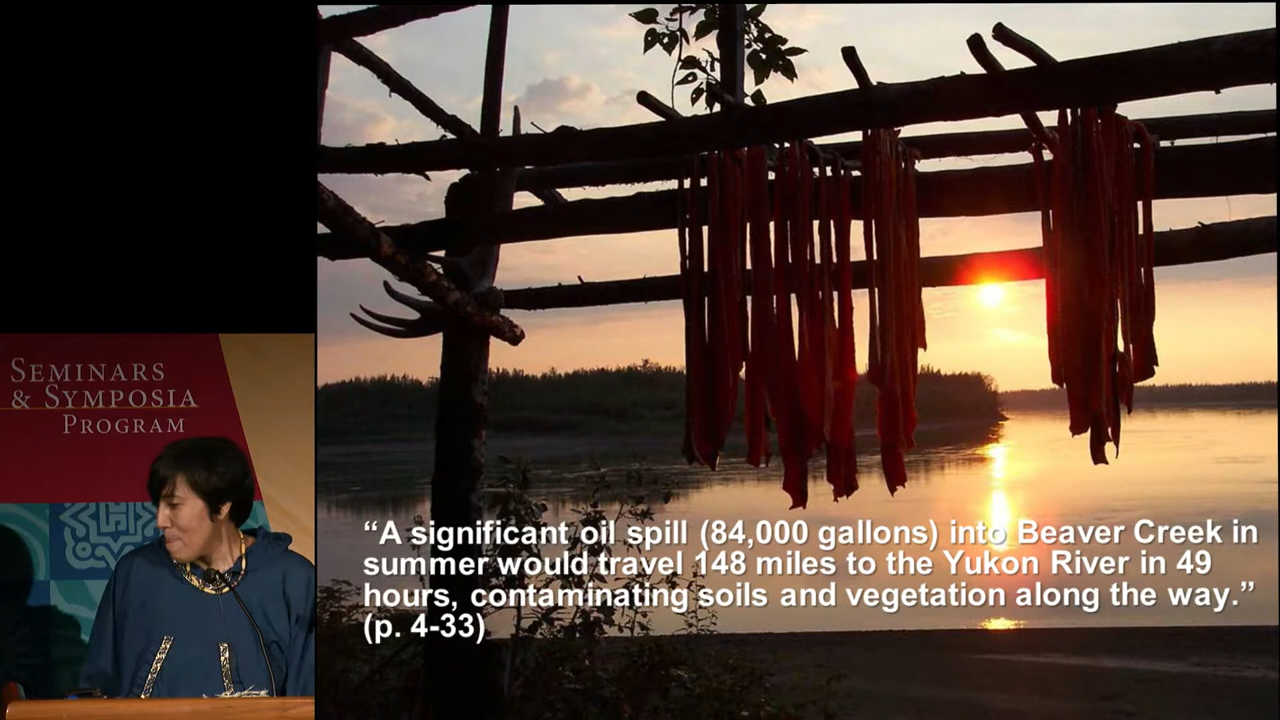 SEMINARS
& SYMPOSIA
PROGRAM
“A significant oil spill (84,000 gallons) into Beaver Creek in
summer would travel 148 miles to the Yukon River in 49
hours, contaminating soils and vegetation along the way.”
(p. 4-33)